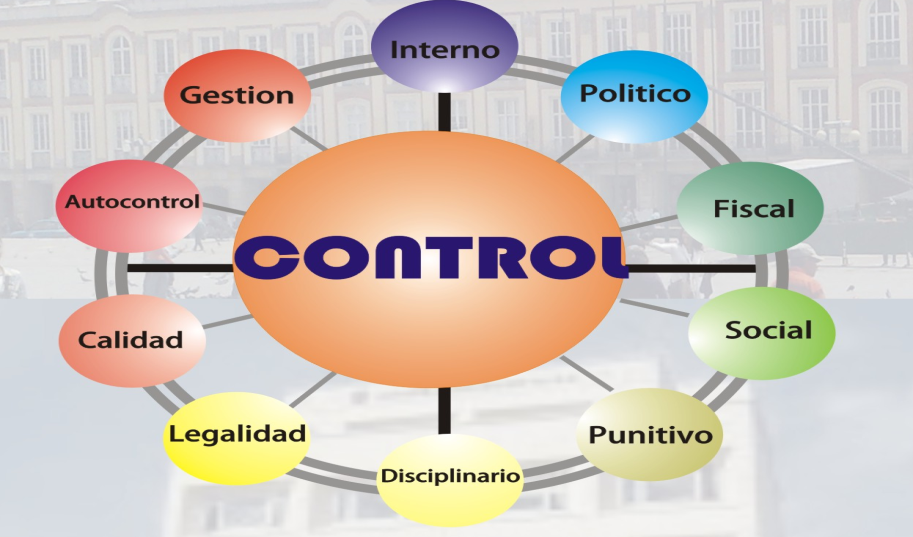 Interno
Gestion
Politico
Autocontrol
Fiscal
CONTROL
Calidad
Social
Legalidad
Punitivo
Disciplinario